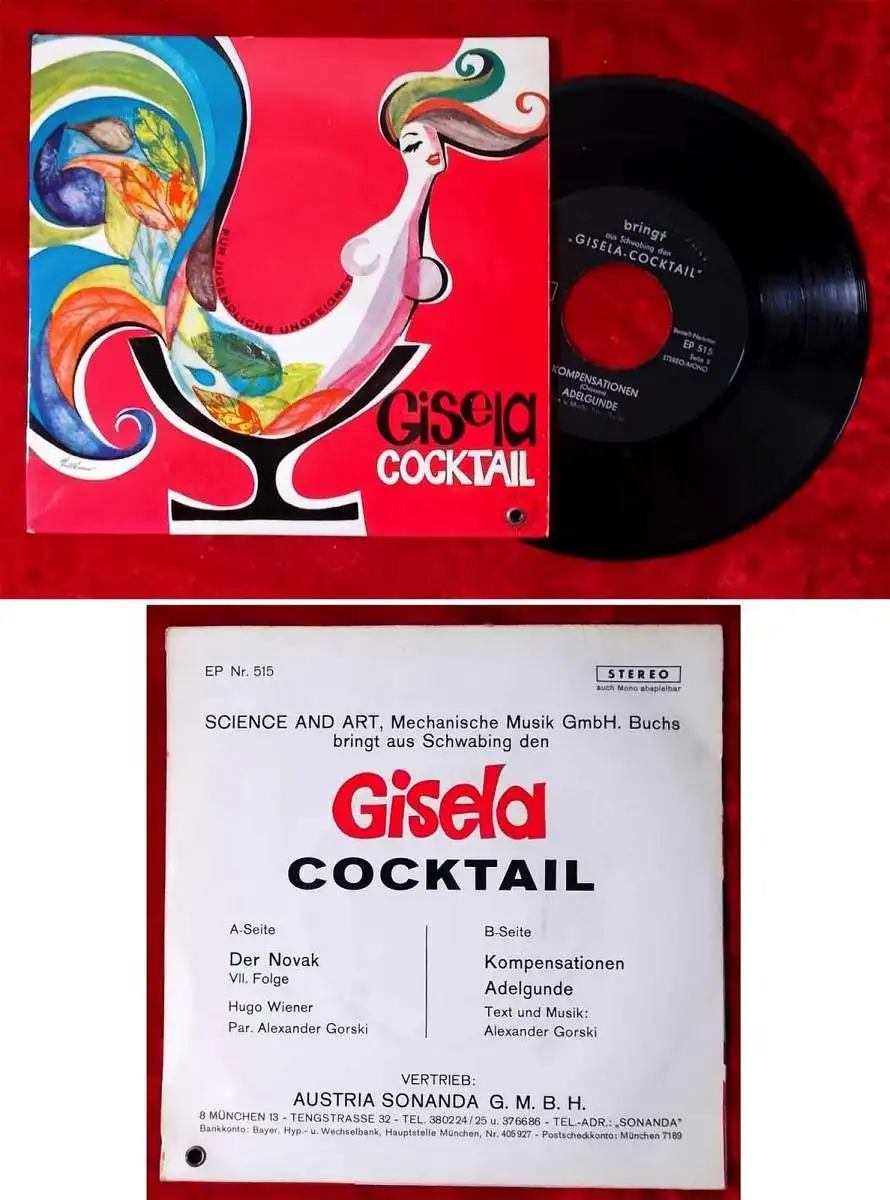 FÜR JUGENDLICHE UNGEEIGNET
Gisela
COCKTAIL
bringt
aus Schwabing den
„GISELA-COCKTAIL"
Bestell-Nummer
EP 515
Seite B
STEREO/MONO
KOMPENSATIONEN
(Chanson)
ADELGUNDE
EP Nr. 515
STEREO
auch Mono abspielbar
SCIENCE AND ART, Mechanische Musik GmbH. Buchs
bringt aus Schwabing den
Gisela
COCKTAIL
A-Seite
Der Novak
VII. Folge
Hugo Wiener
Par. Alexander Gorski
B-Seite
Kompensationen
Adelgunde
Text und Musik:
Alexander Gorski
VERTRIEB:
AUSTRIA SONANDA G. M. B. H.
8 MÜNCHEN 13 - TENGSTRASSE 32 - TEL. 380224/25 u. 376686 - TEL.-ADR.: „SONANDA"
Bankkonto: Bayer. Hyp.- u. Wechselbank, Hauptstelle München, Nr. 405927 - Postscheckkonto: München 7189